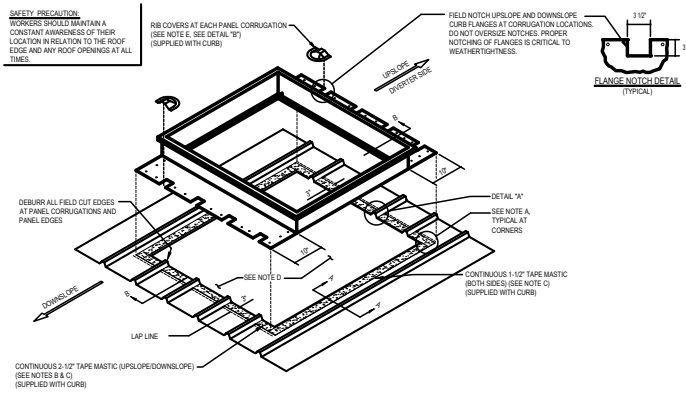 SAFETY PRECAUTION:
WORKERS SHOULD MAINTAIN A
CONSTANT AWARENESS OF THEIR
LOCATION IN RELATION TO THE ROOF
EDGE AND ANY ROOF OPENINGS AT ALL
TIMES.
RIB COVERS AT EACH PANEL CORRUGATION
(SEE NOTE E, SEE DETAIL "B")
(SUPPLIED WITH CURB)
FIELD NOTCH UPSLOPE AND DOWNSLOPE
CURB FLANGES AT CORRUGATION LOCATIONS.
DO NOT OVERSIZE NOTCHES. PROPER
NOTCHING OF FLANGES IS CRITICAL TO
WEATHERTIGHTNESS.
3 1/2"
3
FLANGE NOTCH DETAIL
(TYPICAL)
UPSLOPE
DIVERTER SIDE
B
10"
3"
DEBURR ALL FIELD CUT EDGES
AT PANEL CORRUGATIONS AND
PANEL EDGES
DETAIL "A"
SEE NOTE A,
TYPICAL AT
CORNERS
10"
SEE NOTE D
CONTINUOUS 1-1/2" TAPE MASTIC
(BOTH SIDES) (SEE NOTE C)
(SUPPLIED WITH CURB)
DOWNSLOPE
B
A
A
3"
LAP LINE
CONTINUOUS 2-1/2" TAPE MASTIC (UPSLOPE/DOWNSLOPE)
(SEE NOTES B & C)
(SUPPLIED WITH CURB)